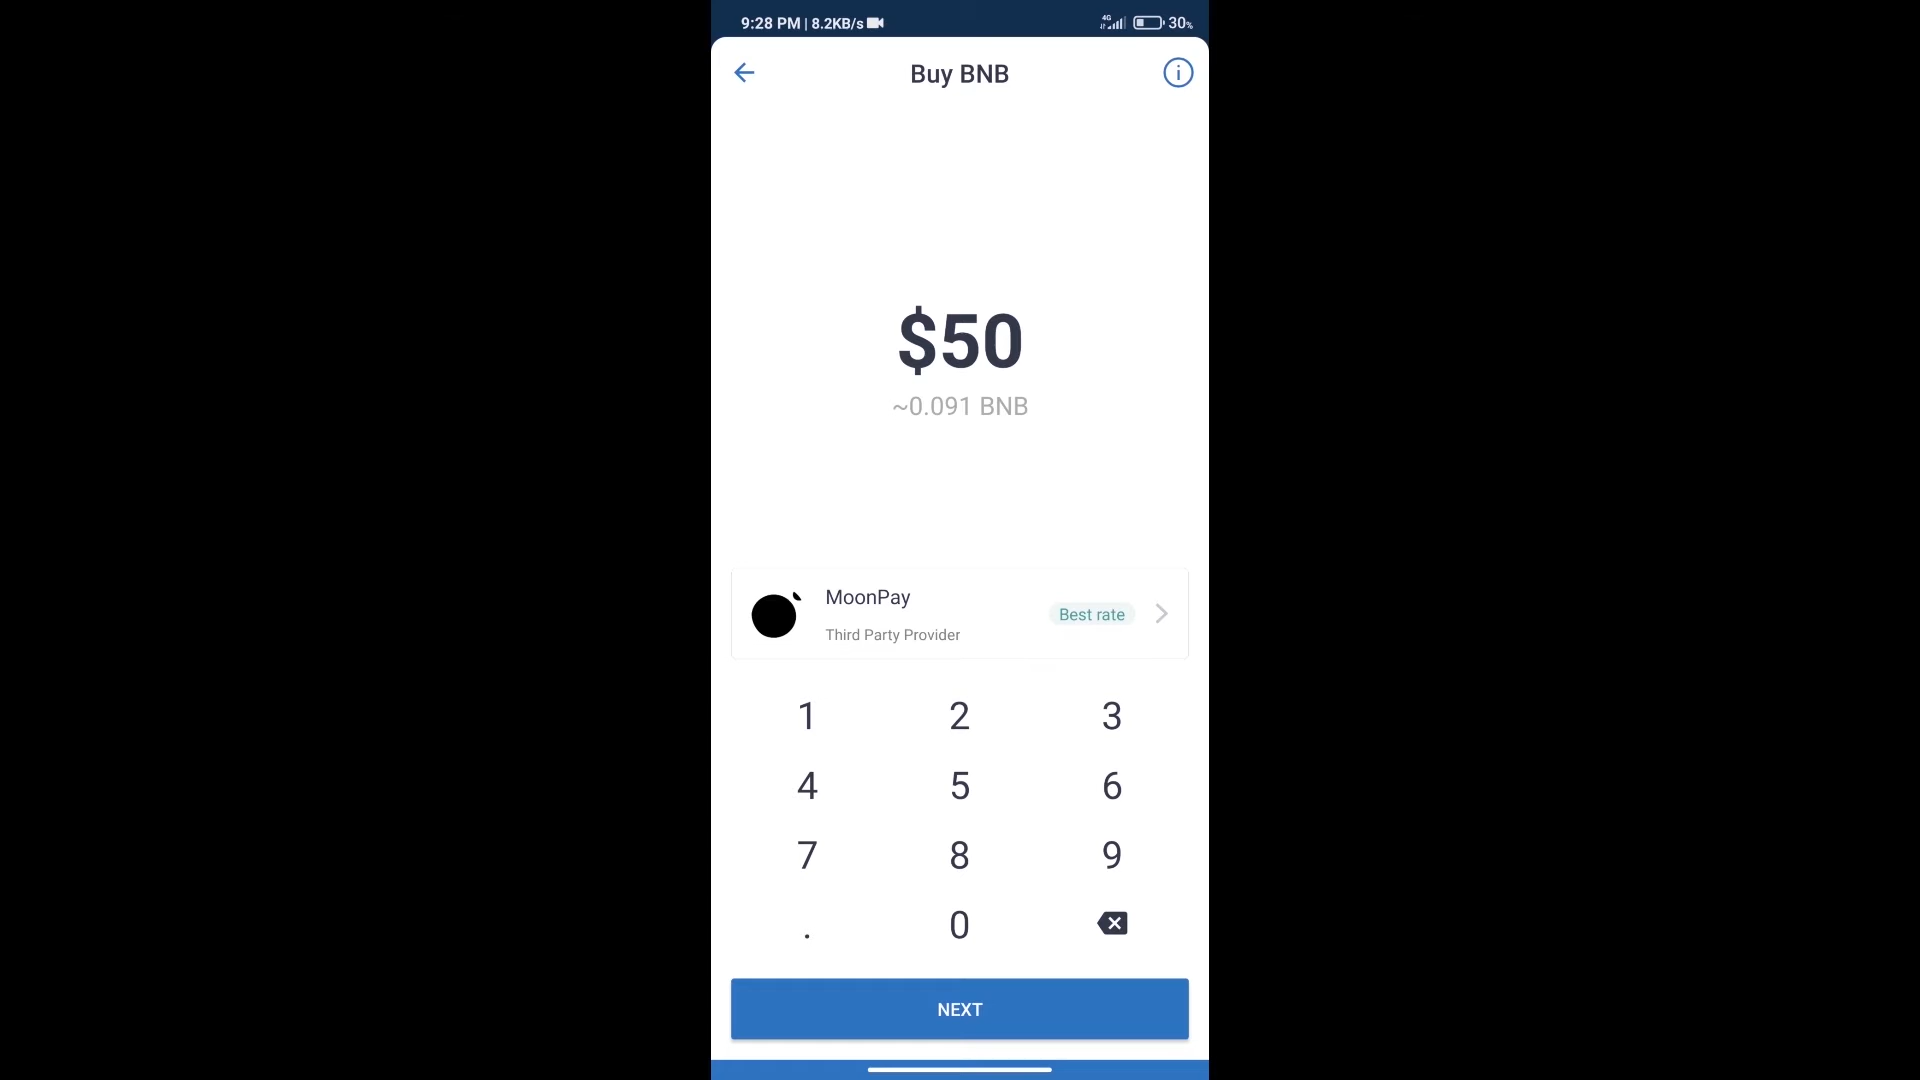 9:28 PM | 8.2KB/s 4G 30%
Buy BNB
$50
~0.091 BNB
MoonPay
Best rate
Third Party Provider
1 2 3
4 5 6
7 8 9
. 0
NEXT